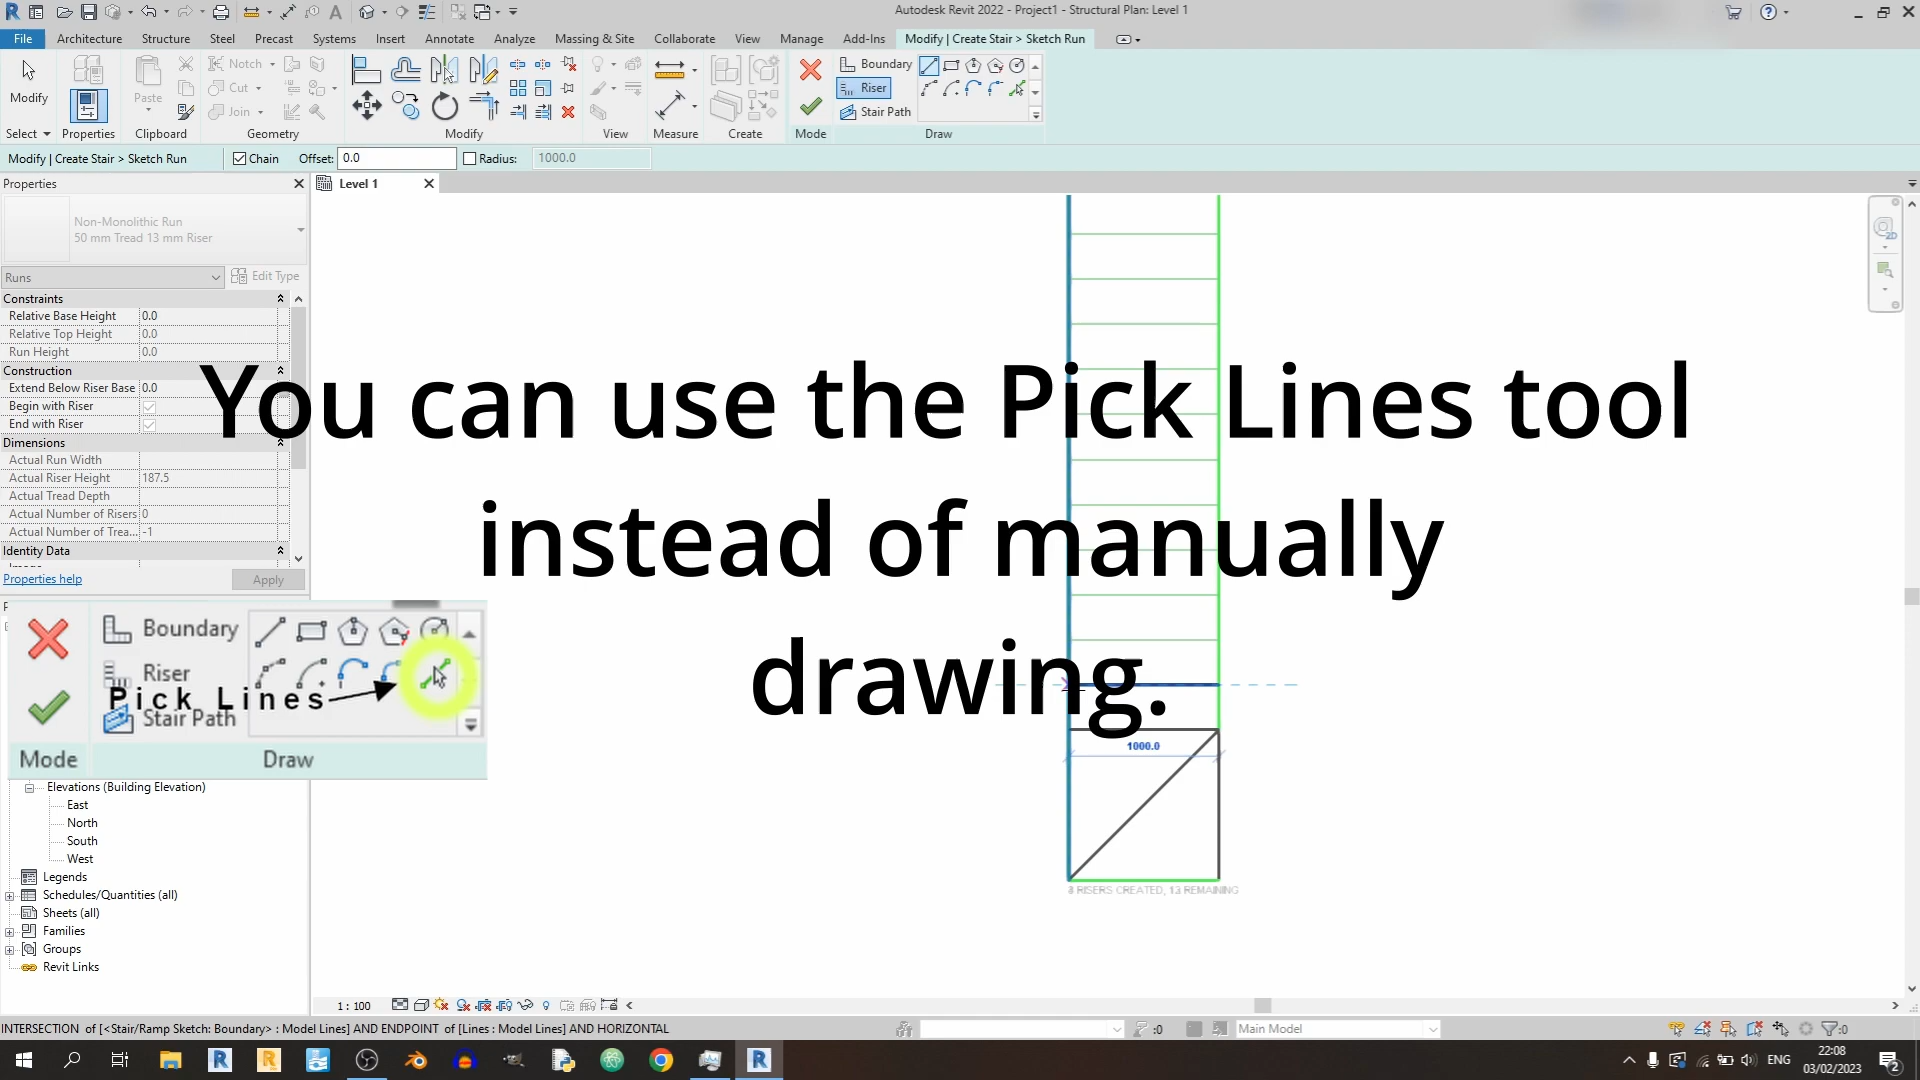 Autodesk Revit 2022 - Project1 - Structural Plan: Level 1
File Architecture Structure Steel Precast Systems Insert Annotate Analyze Massing & Site Collaborate View Manage Add-Ins Modify | Create Stair > Sketch Run
Modify
Paste
Notch
Cut
Join
Boundary
Riser
Stair Path
Select Properties Clipboard Geometry Modify View Measure Create Mode Draw
Modify | Create Stair > Sketch Run Chain Offset: 0.0 Radius: 1000.0
Properties
Level 1
Non-Monolithic Run
50 mm Tread 13 mm Riser
Runs Edit Type
Constraints
Relative Base Height 0.0
Relative Top Height 0.0
Run Height 0.0
Construction
Extend Below Riser Base 0.0
Begin with Riser
End with Riser
Dimensions
Actual Run Width
Actual Riser Height 187.5
Actual Tread Depth
Actual Number of Risers 0
Actual Number of Trea... -1
Identity Data
Properties help Apply
You can use the Pick Lines tool
instead of manually
drawing.
Boundary
Riser
Pick Lines
Stair Path
Mode Draw
1000.0
Elevations (Building Elevation)
East
North
South
West
Legends
Schedules/Quantities (all)
Sheets (all)
Families
Groups
Revit Links
RISERS CREATED, 13 REMAINING
1 : 100
INTERSECTION of [<Stair/Ramp Sketch: Boundary> : Model Lines] AND ENDPOINT of [Lines : Model Lines] AND HORIZONTAL
:0 Main Model :0
ENG
22:08
03/02/2023
2